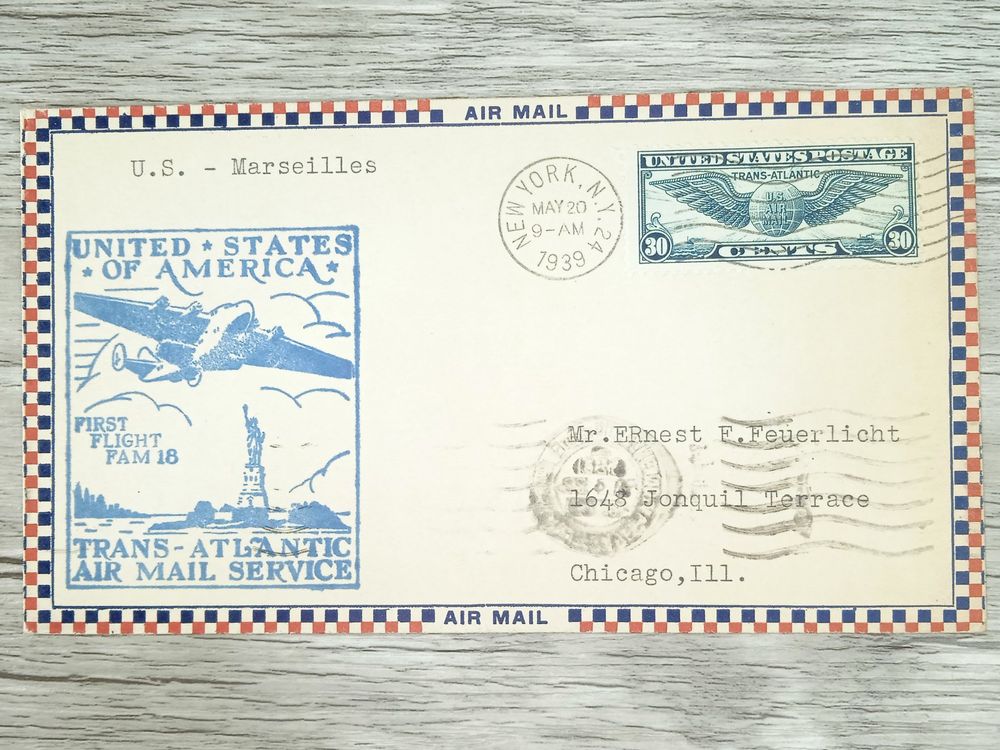 AIR MAIL
U.S. - Marseilles
NEW YORK, N.Y. 24
MAY 20
9-AM
1939
UNITED STATES POSTAGE
TRANS-ATLANTIC
U.S.
AIR
MAIL
30 CENTS 30
UNITED STATES
OF AMERICA
FIRST
FLIGHT
FAM 18
TRANS-ATLANTIC
AIR MAIL SERVICE
Mr.ERnest F.Feuerlicht
1648 Jonquil Terrace
Chicago,Ill.
AIR MAIL